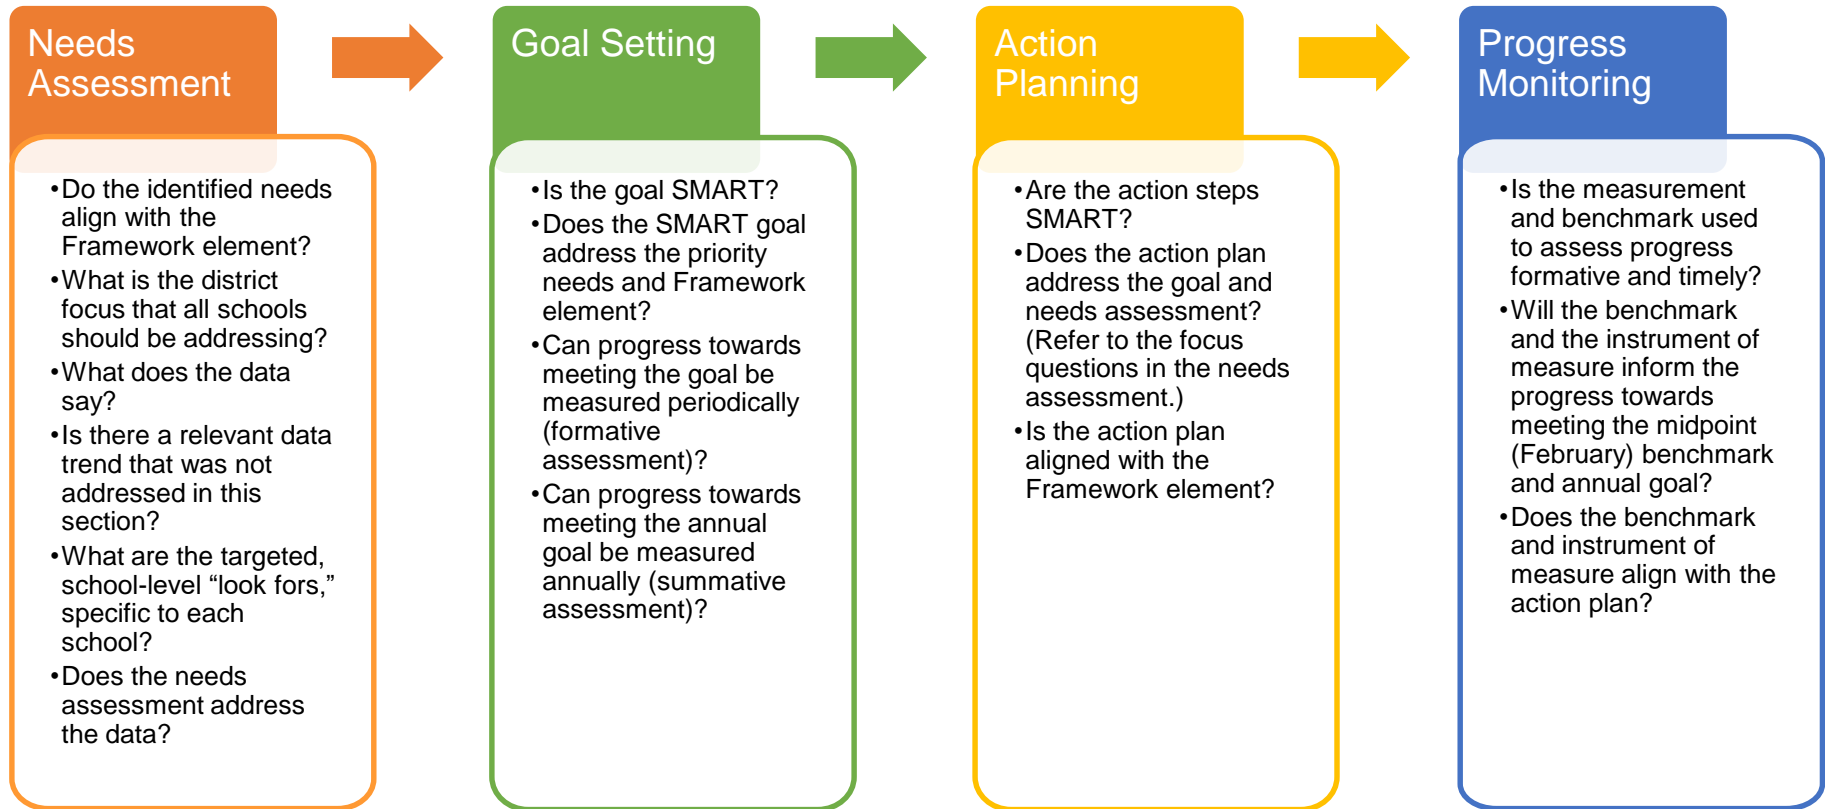 Needs
Assessment
•Do the identified needs
align with the
Framework element?
•What is the district
focus that all schools
should be addressing?
•What does the data
say?
•Is there a relevant data
trend that was not
addressed in this
section?
•What are the targeted,
school-level “look fors,”
specific to each
school?
•Does the needs
assessment address
the data?
Goal Setting
•Is the goal SMART?
•Does the SMART goal
address the priority
needs and Framework
element?
•Can progress towards
meeting the goal be
measured periodically
(formative
assessment)?
•Can progress towards
meeting the annual
goal be measured
annually (summative
assessment)?
Action
Planning
•Are the action steps
SMART?
•Does the action plan
address the goal and
needs assessment?
(Refer to the focus
questions in the needs
assessment.)
•Is the action plan
aligned with the
Framework element?
Progress
Monitoring
•Is the measurement
and benchmark used
to assess progress
formative and timely?
•Will the benchmark
and the instrument of
measure inform the
progress towards
meeting the midpoint
(February) benchmark
and annual goal?
•Does the benchmark
and instrument of
measure align with the
action plan?